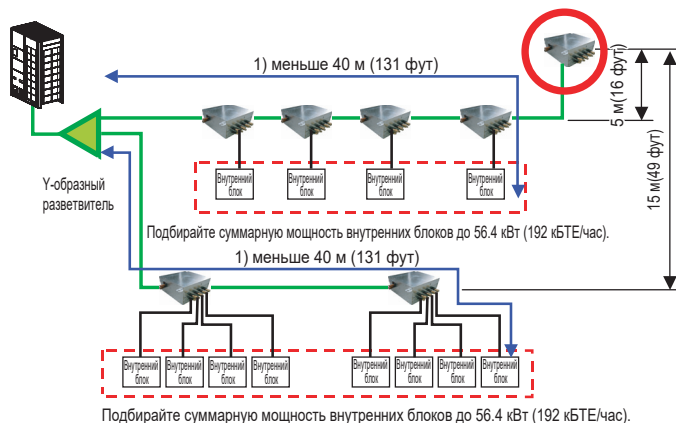 1) меньше 40 м (131 фут)
5 м(16 фут)
15 м(49 фут)
Y-образный
разветвитель
Внутренний
блок
Внутренний
блок
Внутренний
блок
Внутренний
блок
Подбирайте суммарную мощность внутренних блоков до 56.4 кВт (192 кБТЕ/час).
1) меньше 40 м (131 фут)
Внутренний
блок
Внутренний
блок
Внутренний
блок
Внутренний
блок
Внутренний
блок
Внутренний
блок
Внутренний
блок
Внутренний
блок
Подбирайте суммарную мощность внутренних блоков до 56.4 кВт (192 кБТЕ/час).